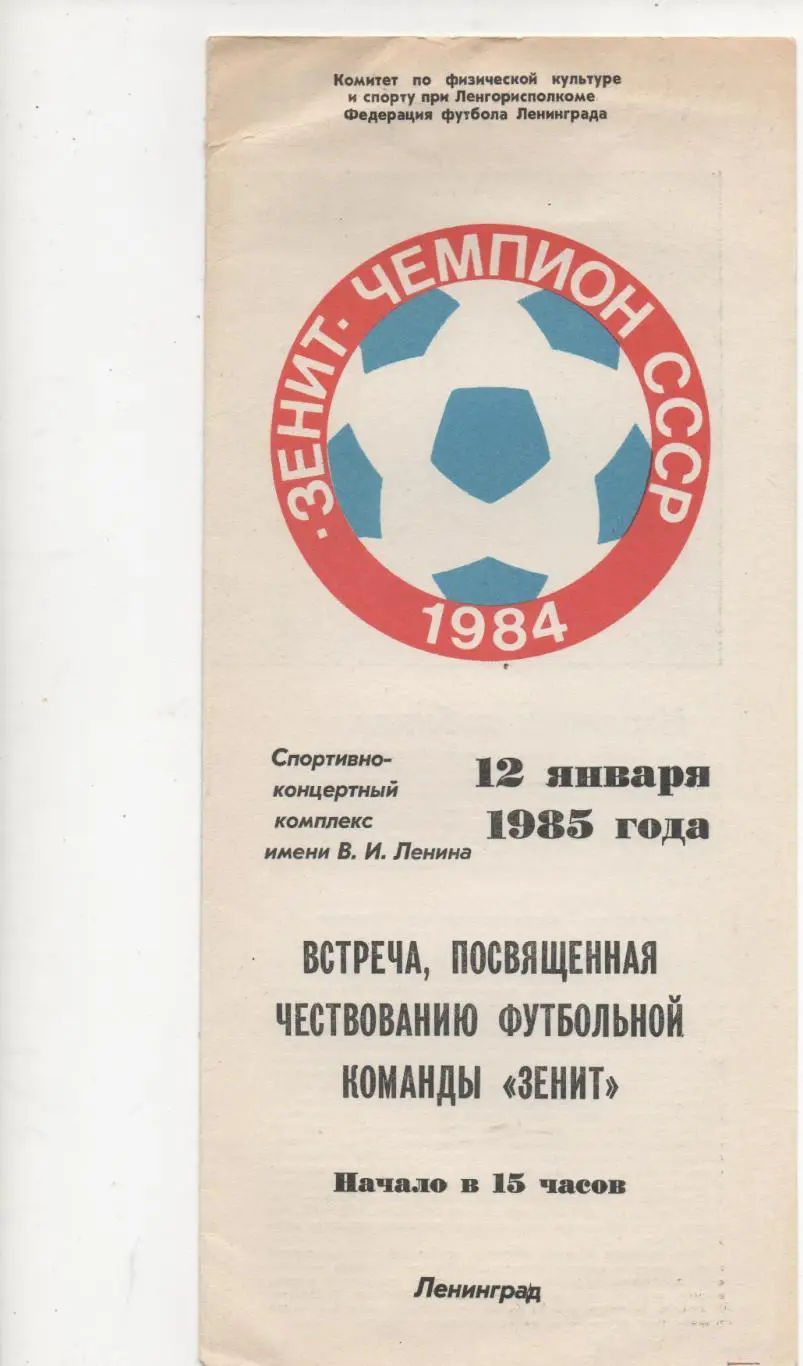 Комитет по физической культуре
и спорту при Ленгорисполкоме
Федерация футбола Ленинграда
·ЗЕНИТ· ЧЕМПИОН СССР
1984
Спортивно-
концертный
комплекс
имени В. И. Ленина
12 января
1985 года
ВСТРЕЧА, ПОСВЯЩЕННАЯ
ЧЕСТВОВАНИЮ ФУТБОЛЬНОЙ
КОМАНДЫ «ЗЕНИТ»
Начало в 15 часов
Ленинград